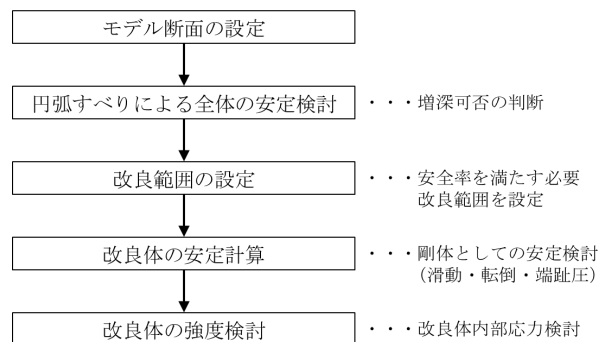 モデル断面の設定
円弧すべりによる全体の安定検討 ・・・増深可否の判断
改良範囲の設定 ・・・安全率を満たす必要
改良範囲を設定
改良体の安定計算 ・・・剛体としての安定検討
（滑動・転倒・端趾圧）
改良体の強度検討 ・・・改良体内部応力検討